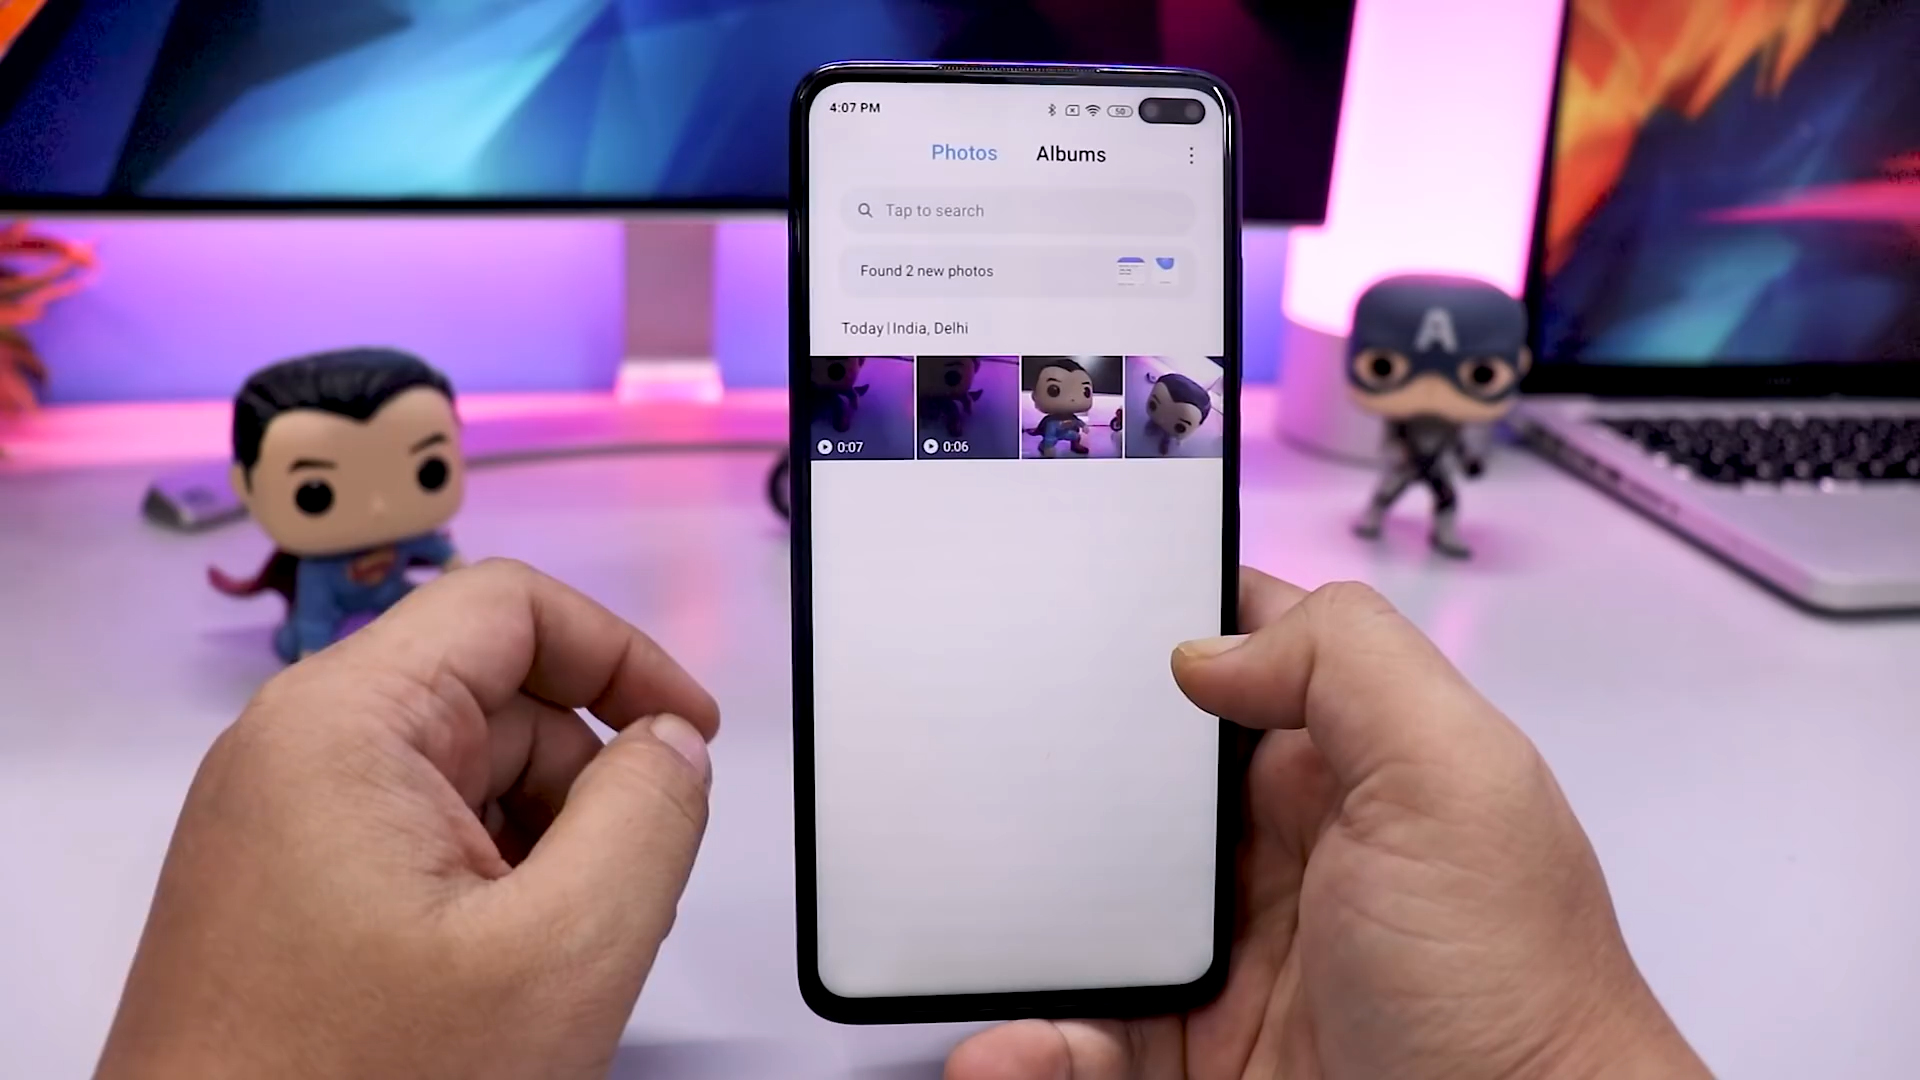 4:07 PM
50
Photos Albums
Tap to search
Found 2 new photos
Today | India, Delhi
0:07 0:06
A